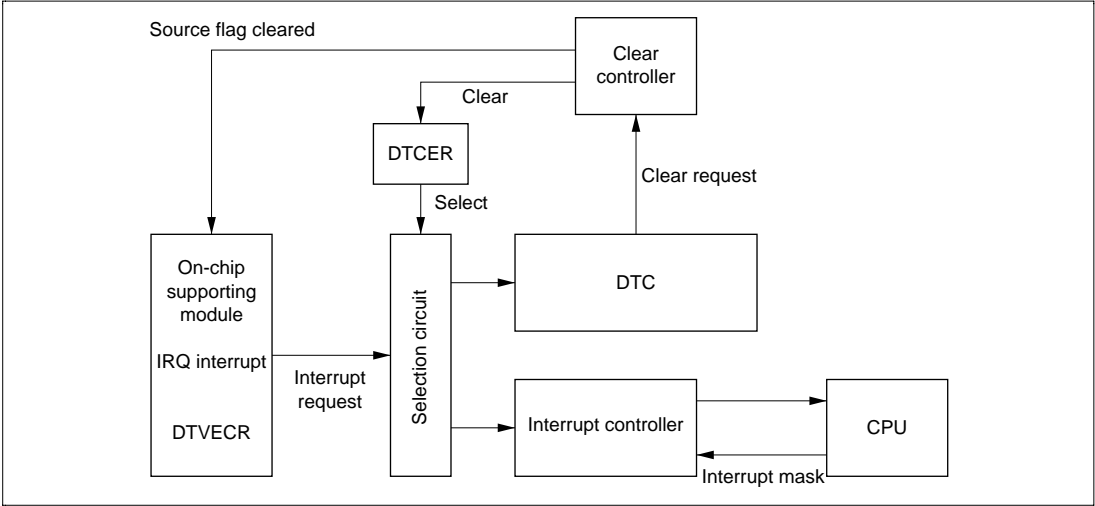 Source flag cleared
Clear
controller
Clear
DTCER
Clear request
Select
On-chip
supporting
module
IRQ interrupt
DTVECR
Interrupt
request
Selection circuit
DTC
Interrupt controller
CPU
Interrupt mask